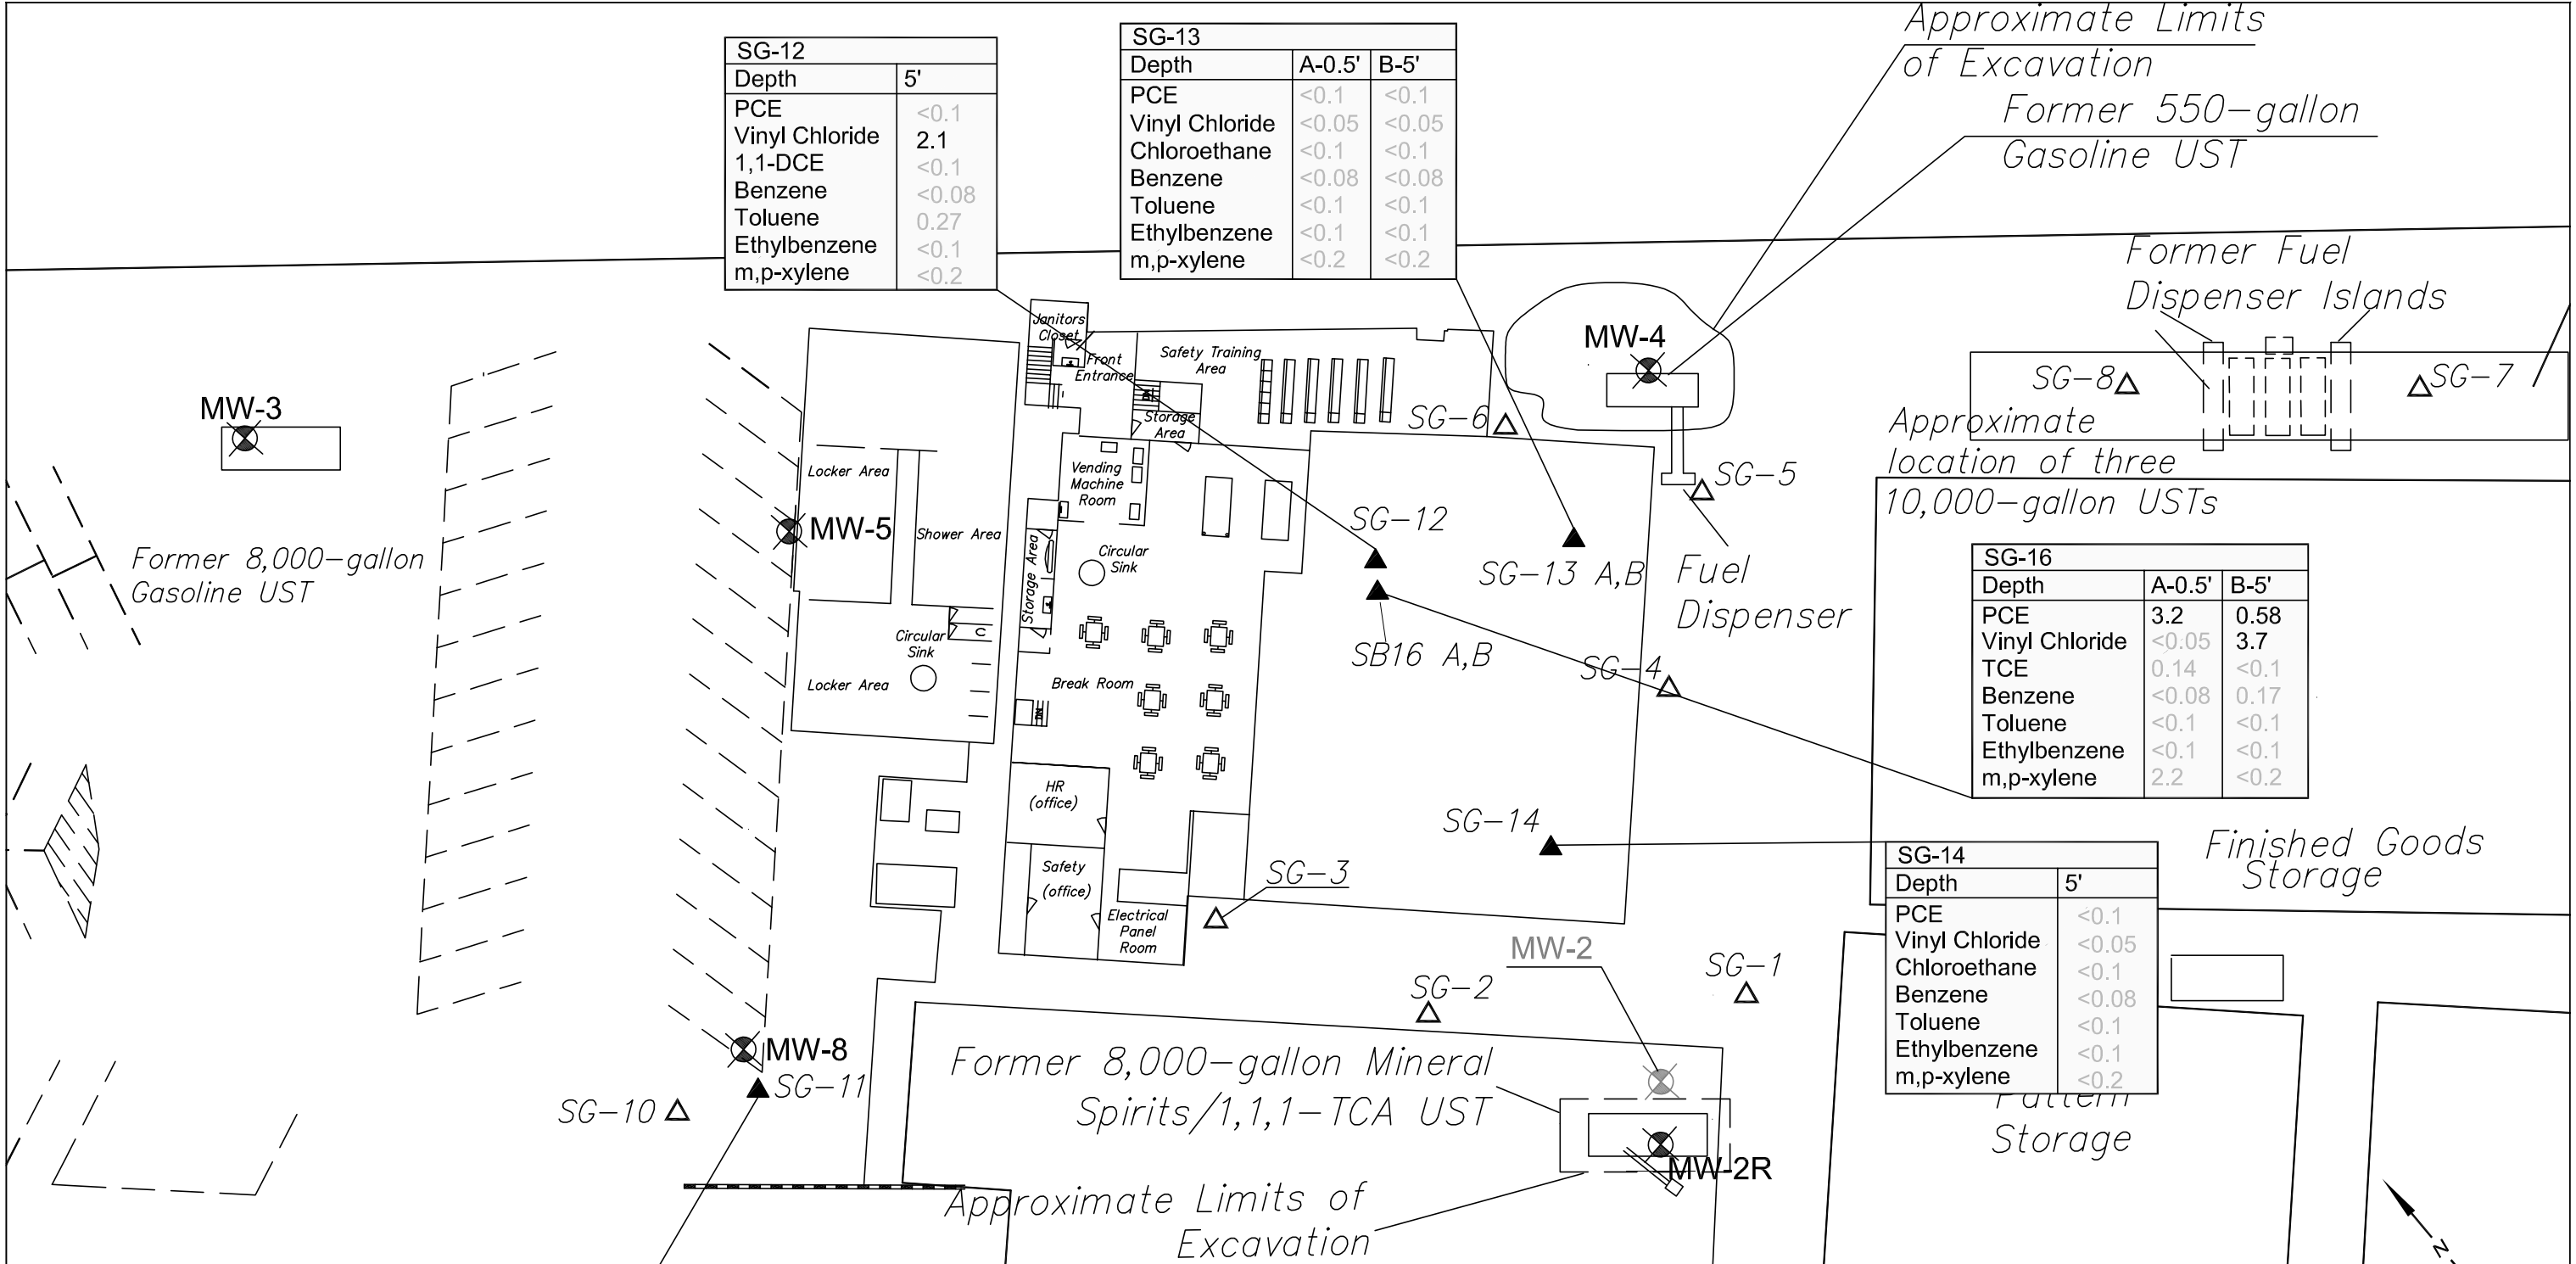 Approximate Limits
of Excavation
Former 550-gallon
Gasoline UST
SG-12
Depth 5'
PCE <0.1
Vinyl Chloride 2.1
1,1-DCE <0.1
Benzene <0.08
Toluene 0.27
Ethylbenzene <0.1
m,p-xylene <0.2
SG-13
Depth A-0.5' B-5'
PCE <0.1 <0.1
Vinyl Chloride <0.05 <0.05
Chloroethane <0.1 <0.1
Benzene <0.08 <0.08
Toluene <0.1 <0.1
Ethylbenzene <0.1 <0.1
m,p-xylene <0.2 <0.2
Former Fuel
Dispenser Islands
Janitors
Closet
Front
Entrance
Safety Training
Area
DN
Storage
Area
MW-4
SG-8
SG-7
MW-3
SG-6
Approximate
location of three
10,000-gallon USTs
Locker Area
Vending
Machine
Room
SG-5
MW-5
Shower Area
Storage Area
Circular
Sink
SG-12
SG-13 A,B
Fuel
Dispenser
Former 8,000-gallon
Gasoline UST
SG-16
Depth A-0.5' B-5'
PCE 3.2 0.58
Vinyl Chloride <0.05 3.7
TCE 0.14 <0.1
Benzene <0.08 0.17
Toluene <0.1 <0.1
Ethylbenzene <0.1 <0.1
m,p-xylene 2.2 <0.2
Circular
Sink
SB16 A,B
SG-4
Locker Area
Break Room
DN
HR
(office)
SG-14
Finished Goods
Storage
Safety
(office)
SG-3
Electrical
Panel
Room
SG-14
Depth 5'
PCE <0.1
Vinyl Chloride <0.05
Chloroethane <0.1
Benzene <0.08
Toluene <0.1
Ethylbenzene <0.1
m,p-xylene <0.2
MW-2
SG-2
SG-1
MW-8
SG-11
SG-10
Former 8,000-gallon Mineral
Spirits/1,1,1-TCA UST
Pattern
Storage
MW-2R
Approximate Limits of
Excavation
N